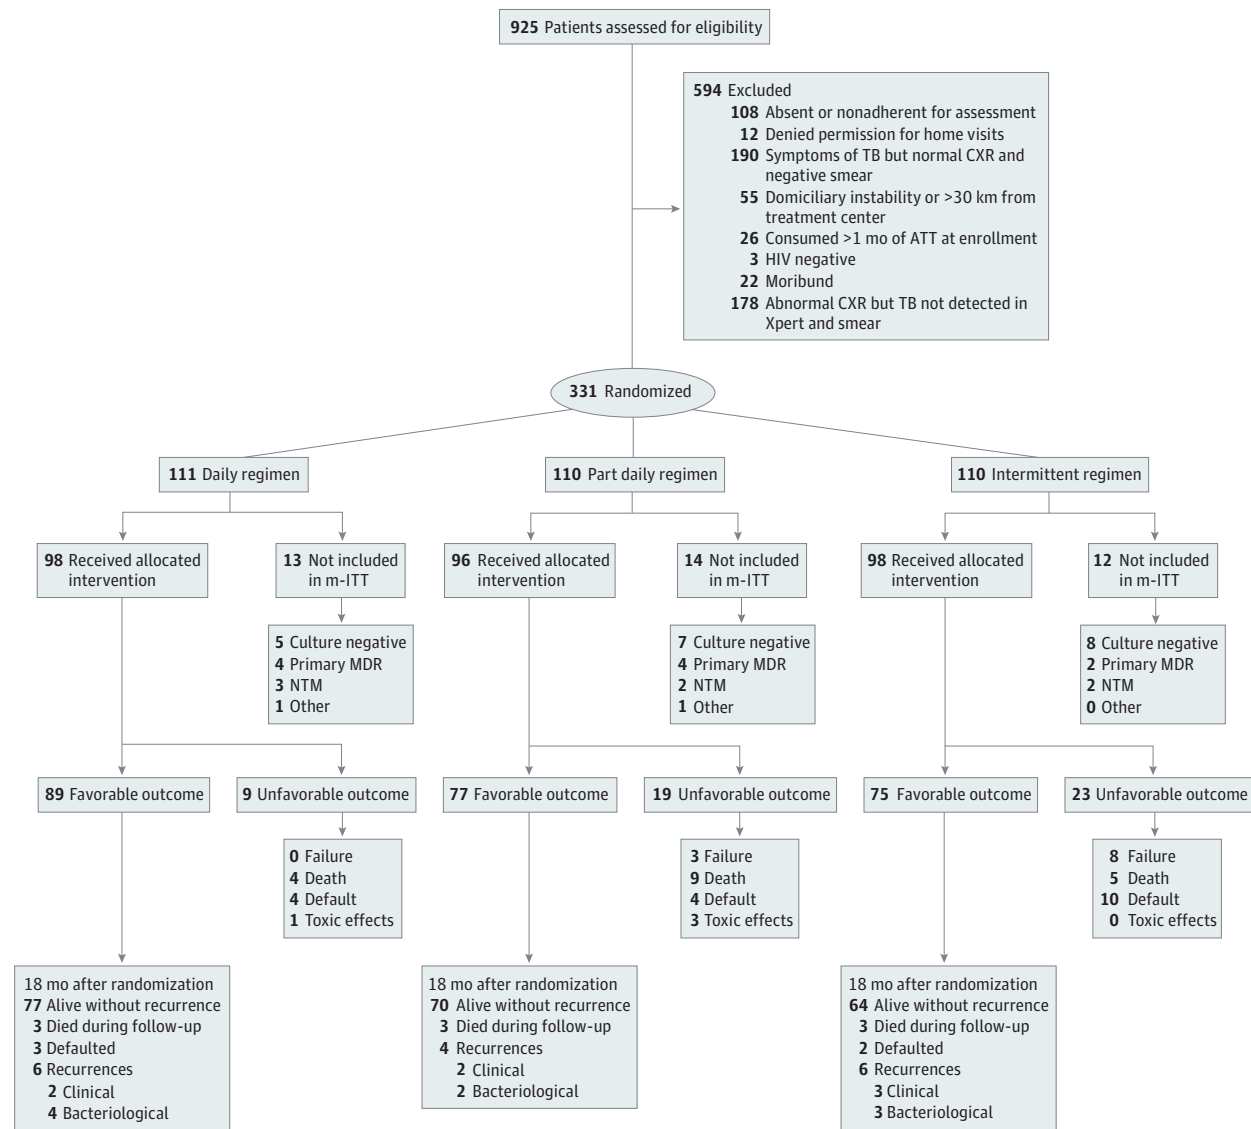 925 Patients assessed for eligibility
594 Excluded
108 Absent or nonadherent for assessment
12 Denied permission for home visits
190 Symptoms of TB but normal CXR and
negative smear
55 Domiciliary instability or >30 km from
treatment center
26 Consumed >1 mo of ATT at enrollment
3 HIV negative
22 Moribund
178 Abnormal CXR but TB not detected in
Xpert and smear
331 Randomized
111 Daily regimen
110 Part daily regimen
110 Intermittent regimen
98 Received allocated
intervention
13 Not included
in m-ITT
96 Received allocated
intervention
14 Not included
in m-ITT
98 Received allocated
intervention
12 Not included
in m-ITT
5 Culture negative
4 Primary MDR
3 NTM
1 Other
7 Culture negative
4 Primary MDR
2 NTM
1 Other
8 Culture negative
2 Primary MDR
2 NTM
0 Other
89 Favorable outcome
9 Unfavorable outcome
77 Favorable outcome
19 Unfavorable outcome
75 Favorable outcome
23 Unfavorable outcome
0 Failure
4 Death
4 Default
1 Toxic effects
3 Failure
9 Death
4 Default
3 Toxic effects
8 Failure
5 Death
10 Default
0 Toxic effects
18 mo after randomization
77 Alive without recurrence
3 Died during follow-up
3 Defaulted
6 Recurrences
2 Clinical
4 Bacteriological
18 mo after randomization
70 Alive without recurrence
3 Died during follow-up
4 Recurrences
2 Clinical
2 Bacteriological
18 mo after randomization
64 Alive without recurrence
3 Died during follow-up
2 Defaulted
6 Recurrences
3 Clinical
3 Bacteriological